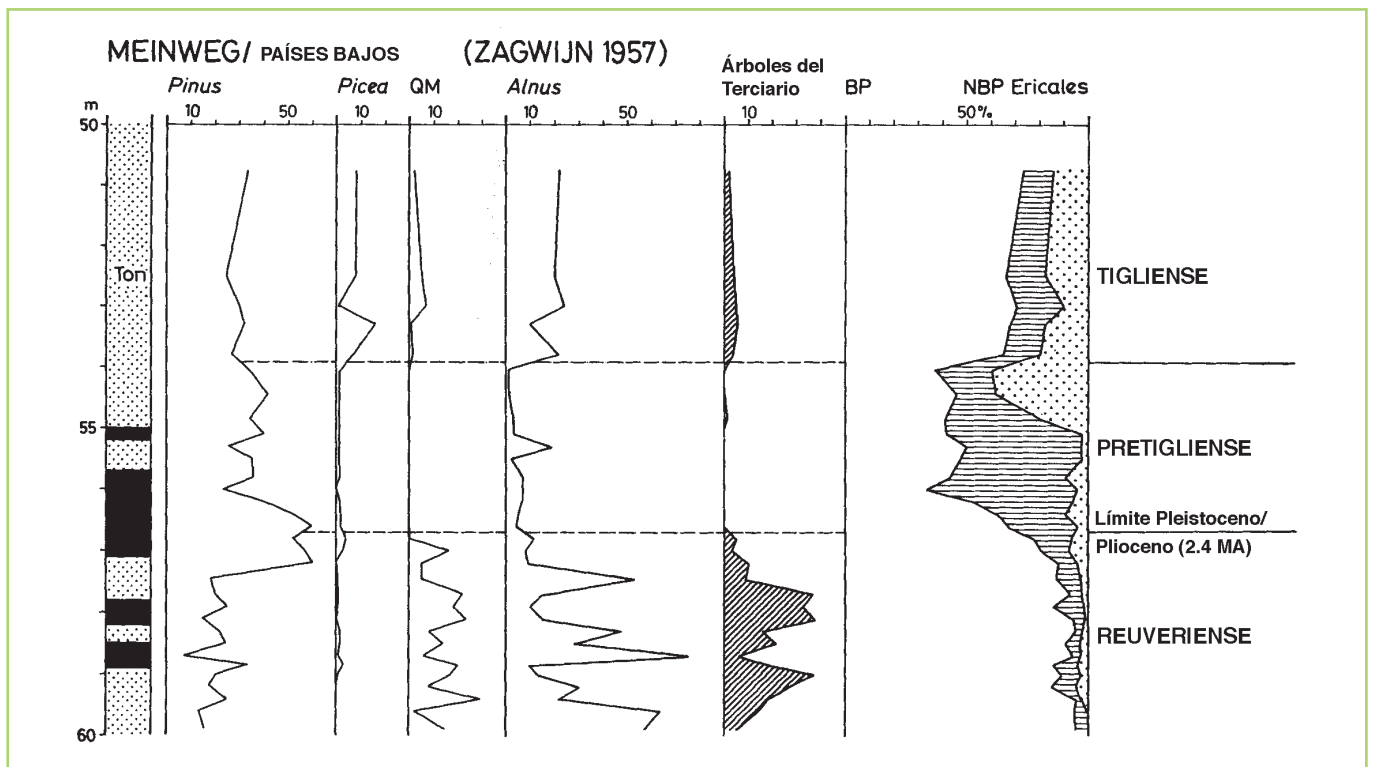 MEINWEG/ PAÍSES BAJOS (ZAGWIJN 1957)
Pinus Picea QM Alnus Árboles del Terciario BP NBP Ericales
m 10 50 10 10 10 50 10 50%
50
Ton
TIGLIENSE
55
PRETIGLIENSE
Límite Pleistoceno/
Plioceno (2.4 MA)
REUVERIENSE
60